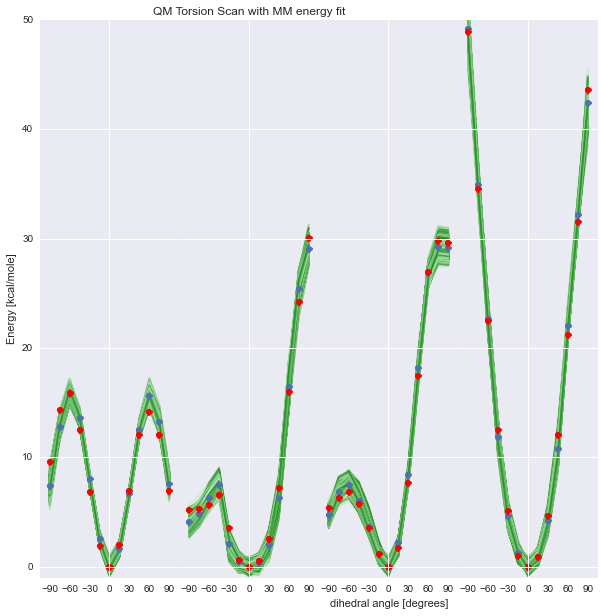 QM Torsion Scan with MM energy fit
50
40
30
20
10
0
Energy [kcal/mole]
−90 −60 −30 0 30 60 90 −90 −60 −30 0 30 60 90 −90 −60 −30 0 30 60 90 −90 −60 −30 0 30 60 90
dihedral angle [degrees]